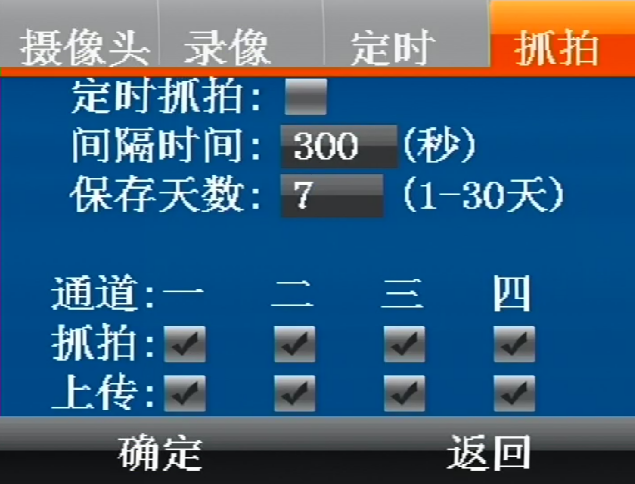 摄像头 录像 定时 抓拍
定时抓拍:
间隔时间: 300 (秒)
保存天数: 7 (1-30天)
通道:一 二 三 四
抓拍:
上传:
确定 返回